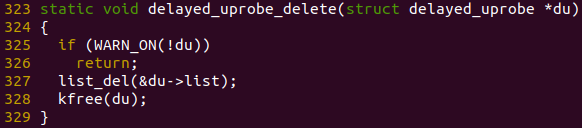 323 static void delayed_uprobe_delete(struct delayed_uprobe *du)
324 {
325   if (WARN_ON(!du))
326     return;
327   list_del(&du->list);
328   kfree(du);
329 }